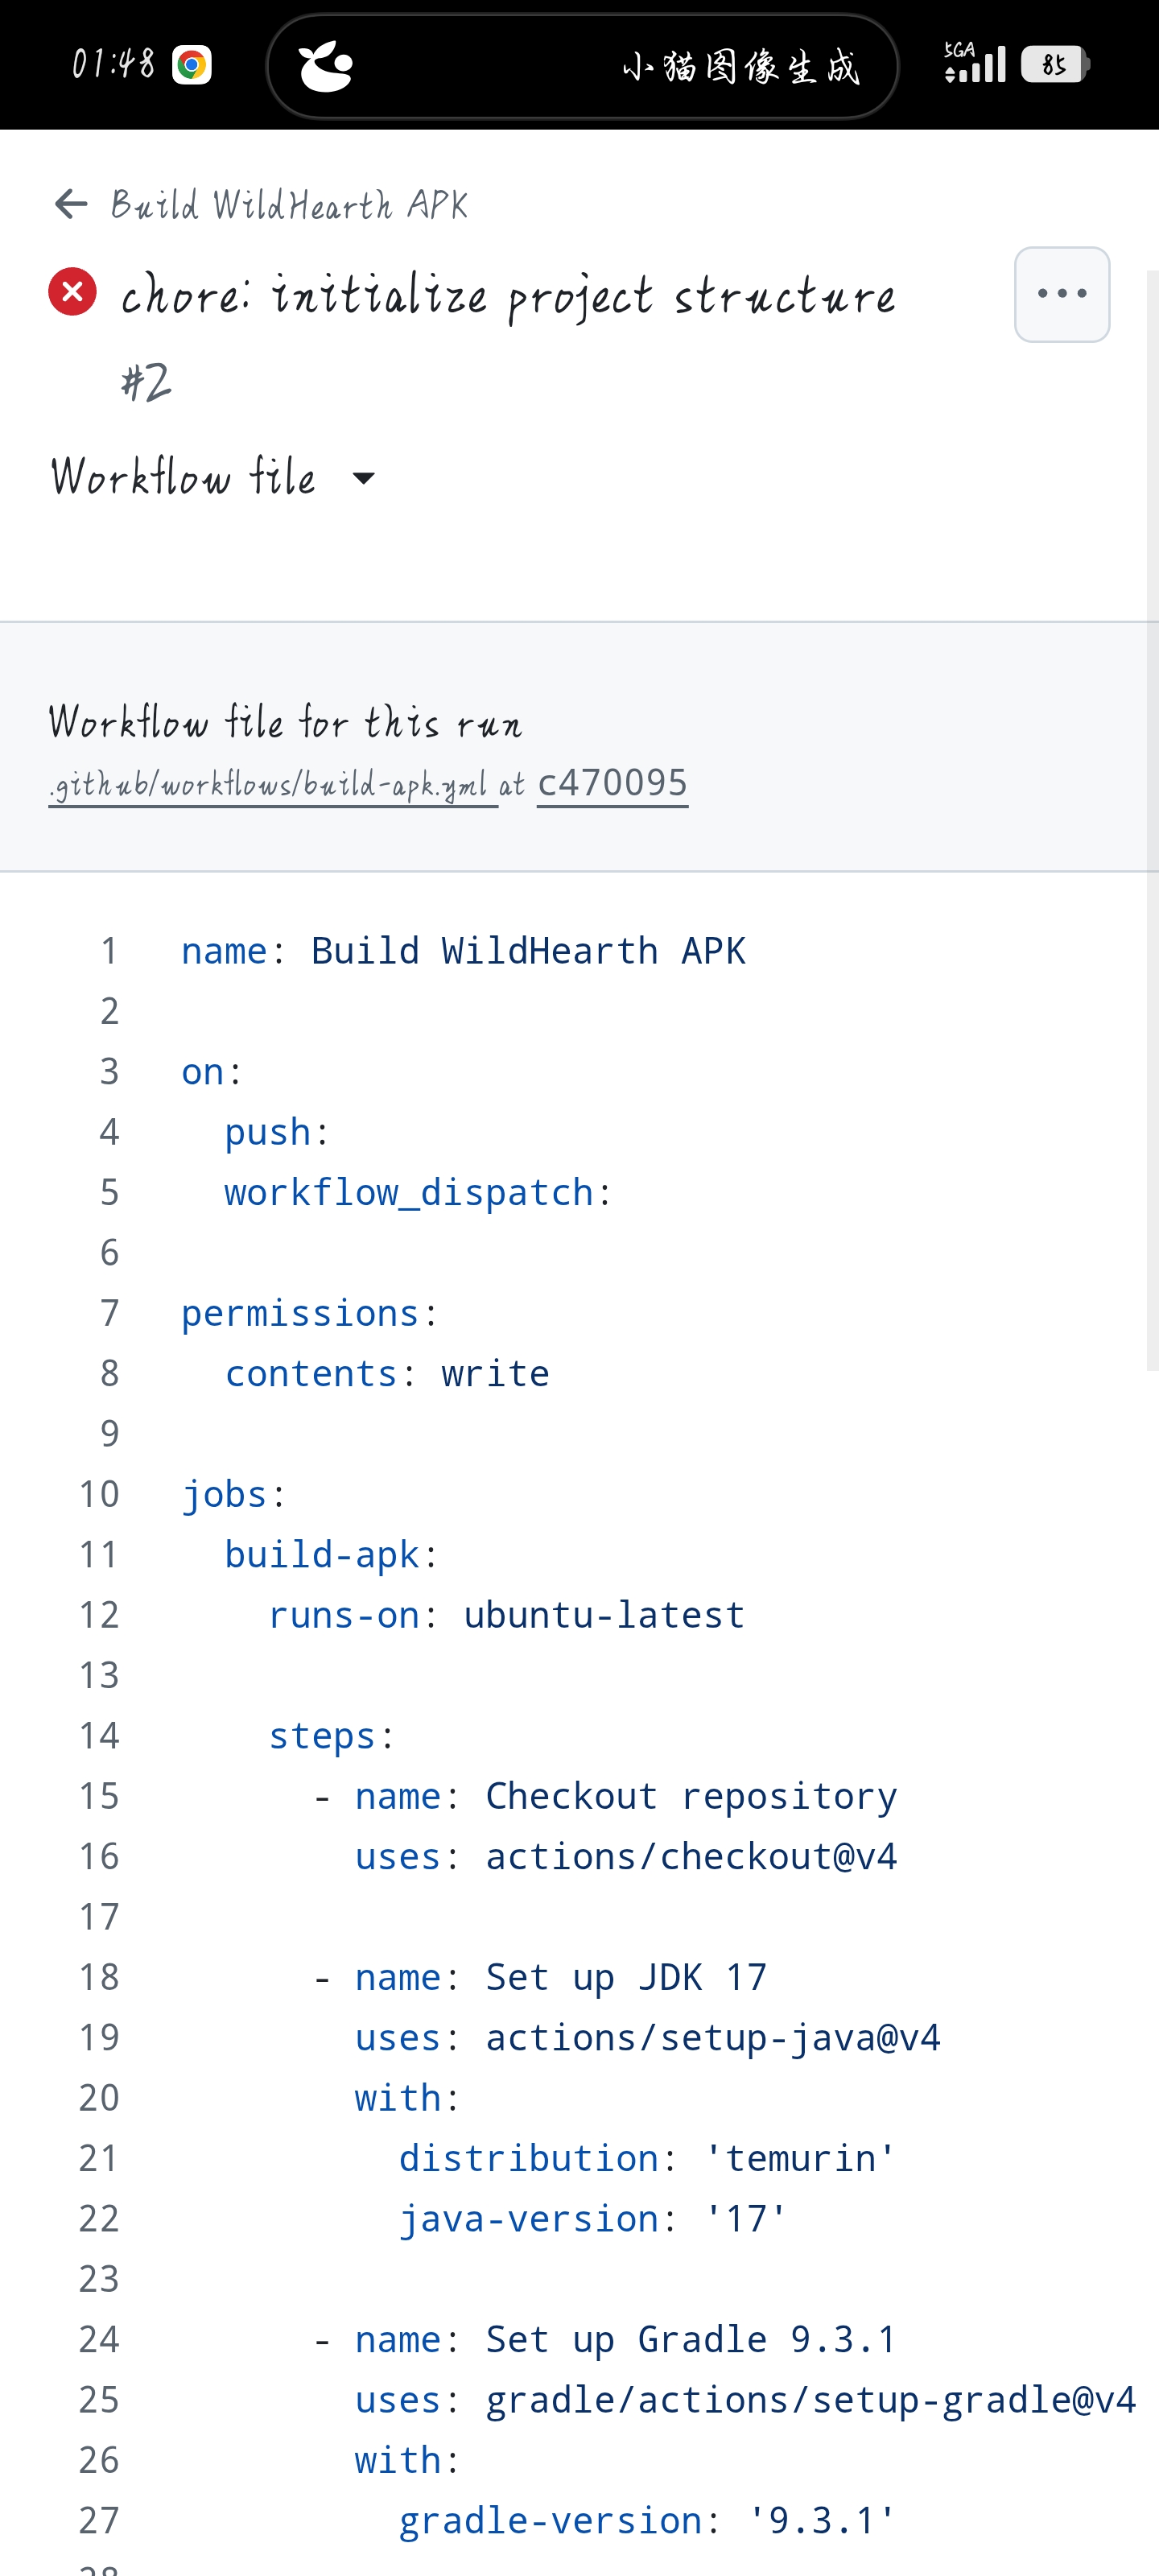 01:48
小猫图像生成
5GA
85
Build WildHearth APK
chore: initialize project structure
#2
Workflow file
Workflow file for this run
.github/workflows/build-apk.yml at c470095
1 name: Build WildHearth APK
2
3 on:
4 push:
5 workflow_dispatch:
6
7 permissions:
8 contents: write
9
10 jobs:
11 build-apk:
12 runs-on: ubuntu-latest
13
14 steps:
15 - name: Checkout repository
16 uses: actions/checkout@v4
17
18 - name: Set up JDK 17
19 uses: actions/setup-java@v4
20 with:
21 distribution: 'temurin'
22 java-version: '17'
23
24 - name: Set up Gradle 9.3.1
25 uses: gradle/actions/setup-gradle@v4
26 with:
27 gradle-version: '9.3.1'
28